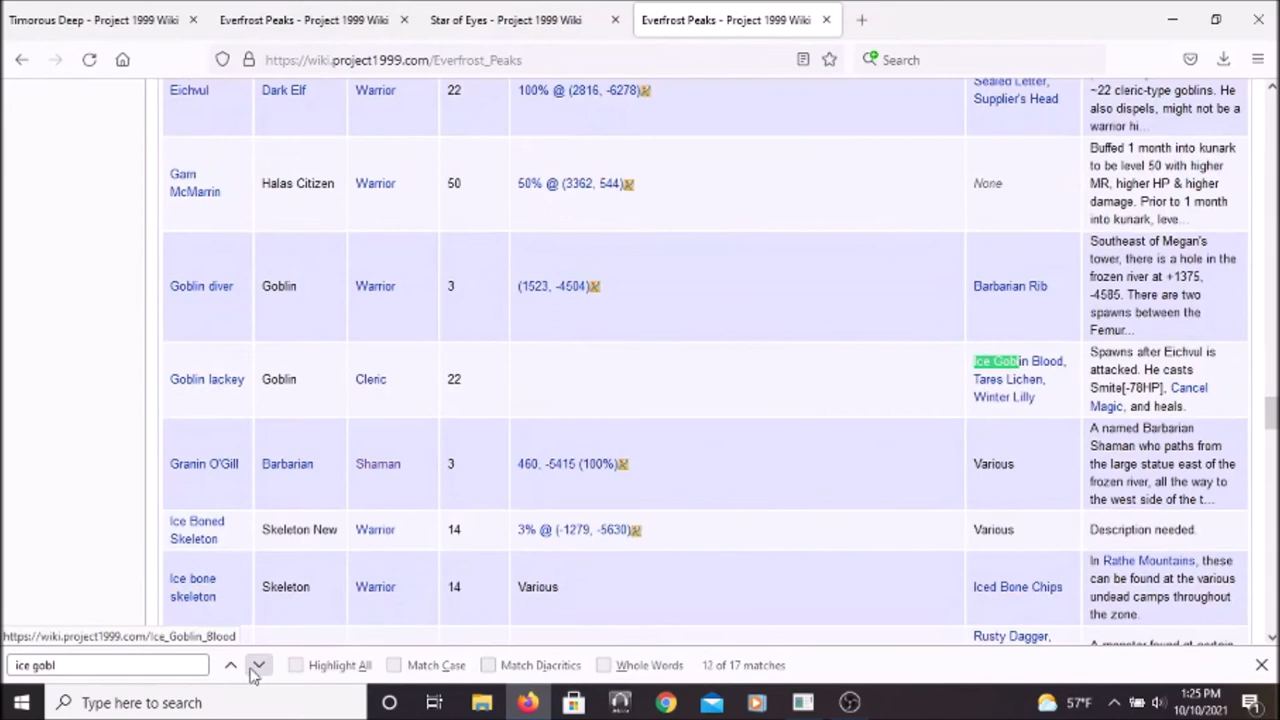 Timorous Deep - Project 1999 Wiki
Everfrost Peaks - Project 1999 Wiki
Star of Eyes - Project 1999 Wiki
Everfrost Peaks - Project 1999 Wiki
https://wiki.project1999.com/Everfrost_Peaks
Search
Eichvul
Dark Elf
Warrior
22
100% @ (2816, -6278)
Sealed Letter,
Supplier's Head
~22 cleric-type goblins. He
also dispels, might not be a
warrior hi...
Garn
McMarrin
Halas Citizen
Warrior
50
50% @ (3362, 544)
None
Buffed 1 month into kunark
to be level 50 with higher
MR, higher HP & higher
damage. Prior to 1 month
into kunark, leve...
Goblin diver
Goblin
Warrior
3
(1523, -4504)
Barbarian Rib
Southeast of Megan's
tower, there is a hole in the
frozen river at +1375,
-4585. There are two
spawns between the
Femur...
Goblin lackey
Goblin
Cleric
22
Ice Goblin Blood,
Tares Lichen,
Winter Lilly
Spawns after Eichvul is
attacked. He casts
Smite[-78HP], Cancel
Magic, and heals.
Granin O'Gill
Barbarian
Shaman
3
460, -5415 (100%)
Various
A named Barbarian
Shaman who paths from
the large statue east of the
frozen river, all the way to
the west side of the t...
Ice Boned
Skeleton
Skeleton New
Warrior
14
3% @ (-1279, -5630)
Various
Description needed.
Ice bone
skeleton
Skeleton
Warrior
14
Various
Iced Bone Chips
In Rathe Mountains, these
can be found at the various
undead camps throughout
the zone.
Rusty Dagger,
A monster found at certain
https://wiki.project1999.com/Ice_Goblin_Blood
ice gobl
Highlight All
Match Case
Match Diacritics
Whole Words
12 of 17 matches
Type here to search
57°F
1:25 PM
10/10/2021
1